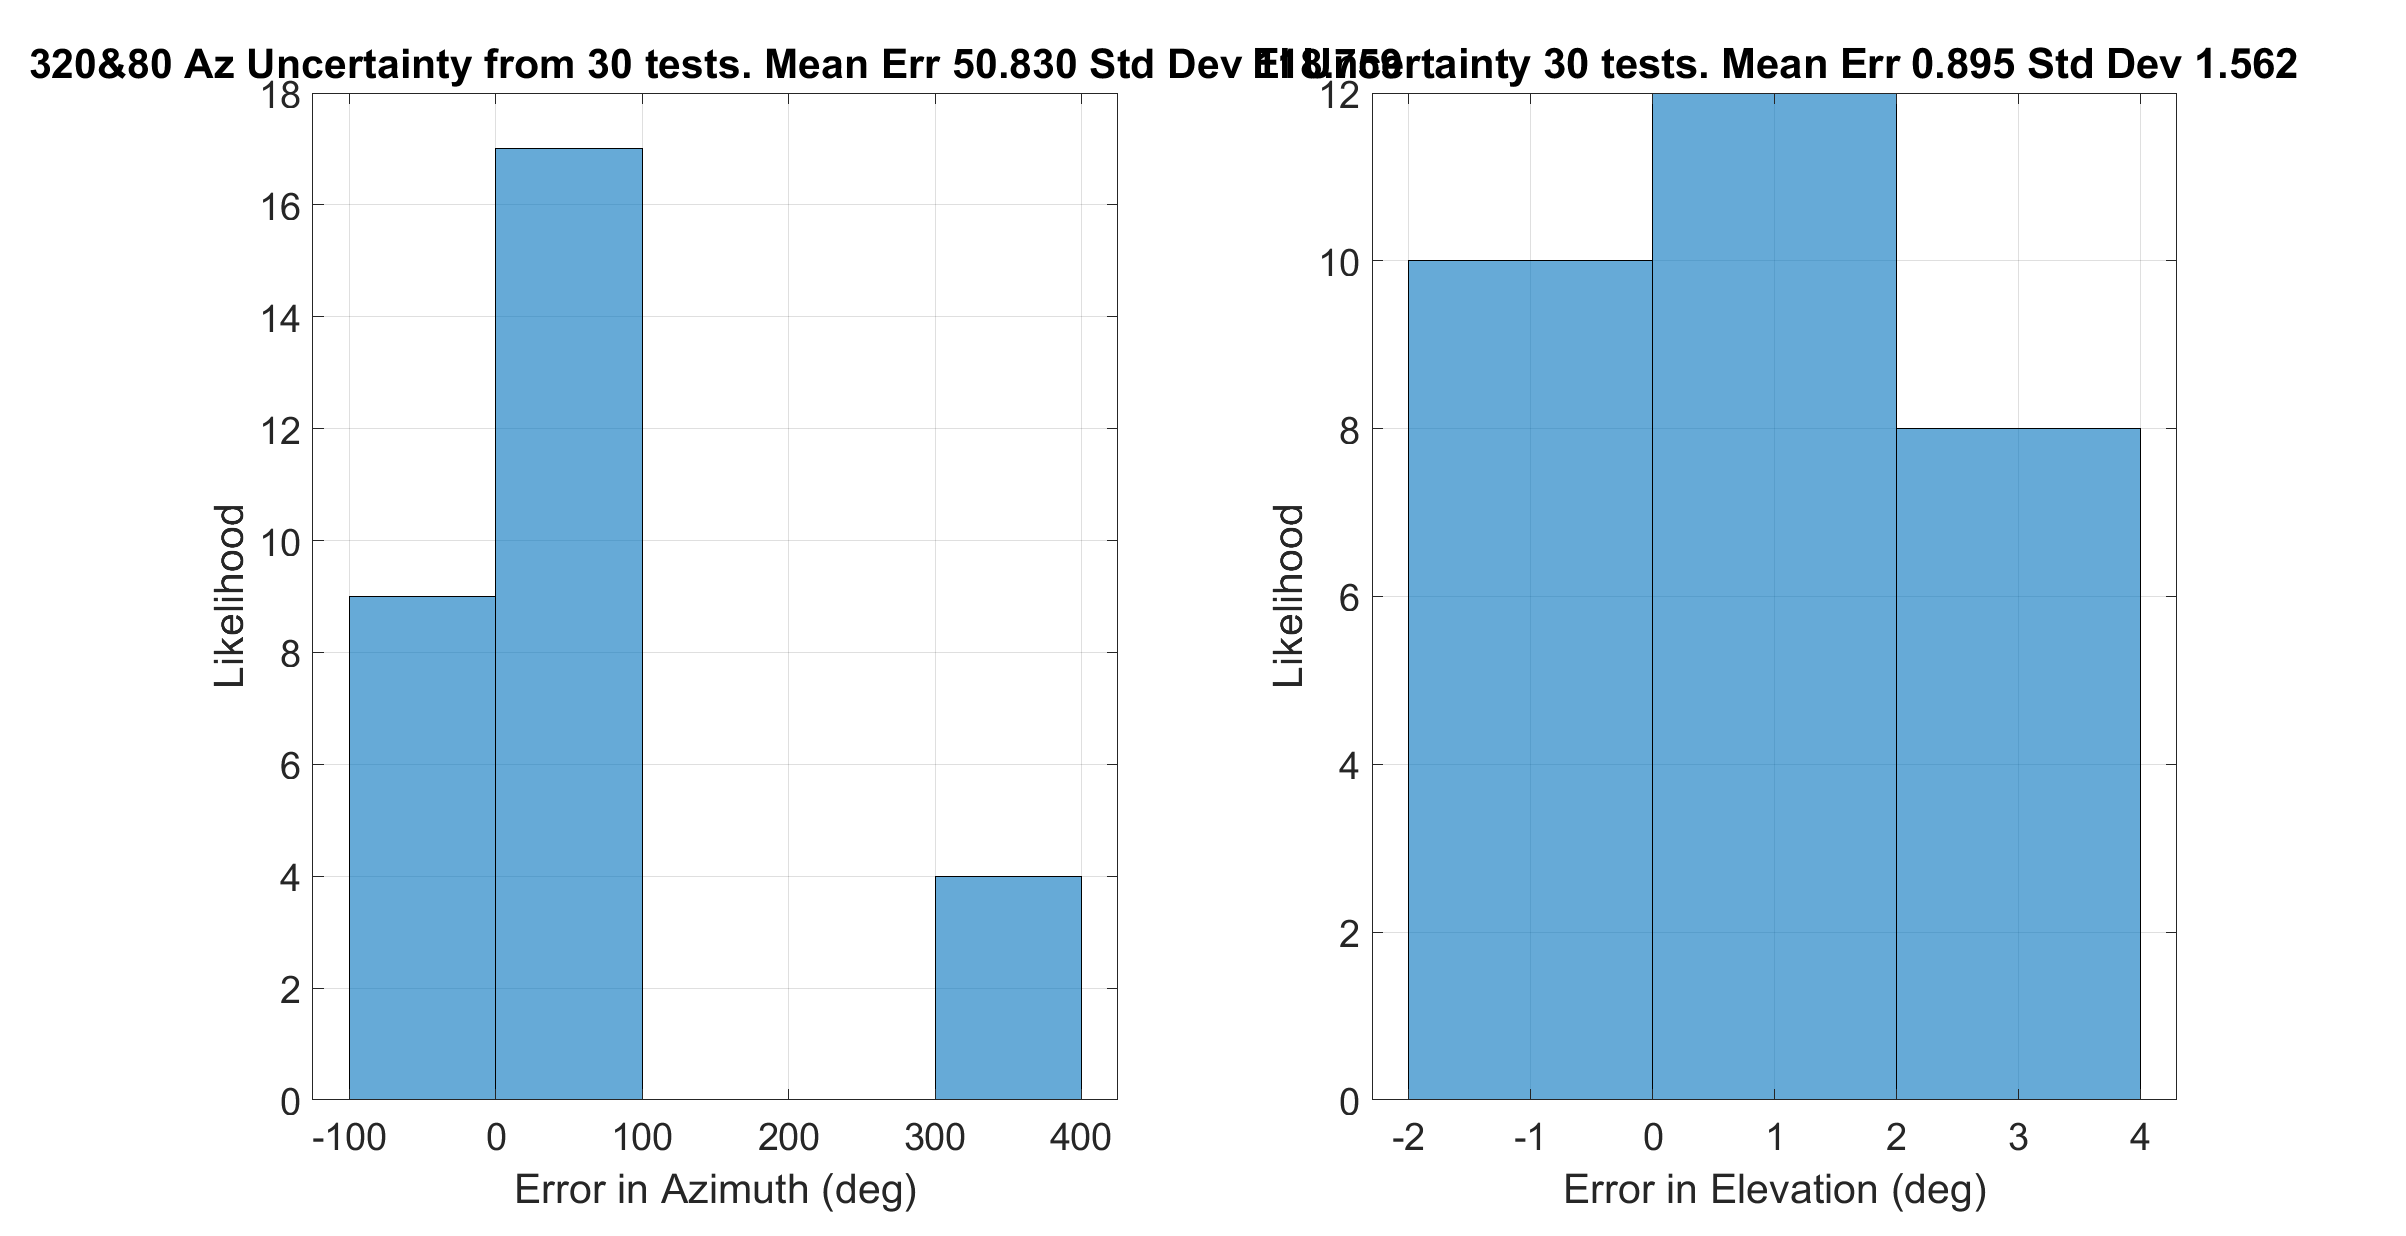 320&80 Az Uncertainty from 30 tests. Mean Err 50.830 Std Dev 118.759
El Uncertainty 30 tests. Mean Err 0.895 Std Dev 1.562
18
16
14
12
10
8
6
4
2
0
Likelihood
-100 0 100 200 300 400
Error in Azimuth (deg)
12
10
8
6
4
2
0
Likelihood
-2 -1 0 1 2 3 4
Error in Elevation (deg)